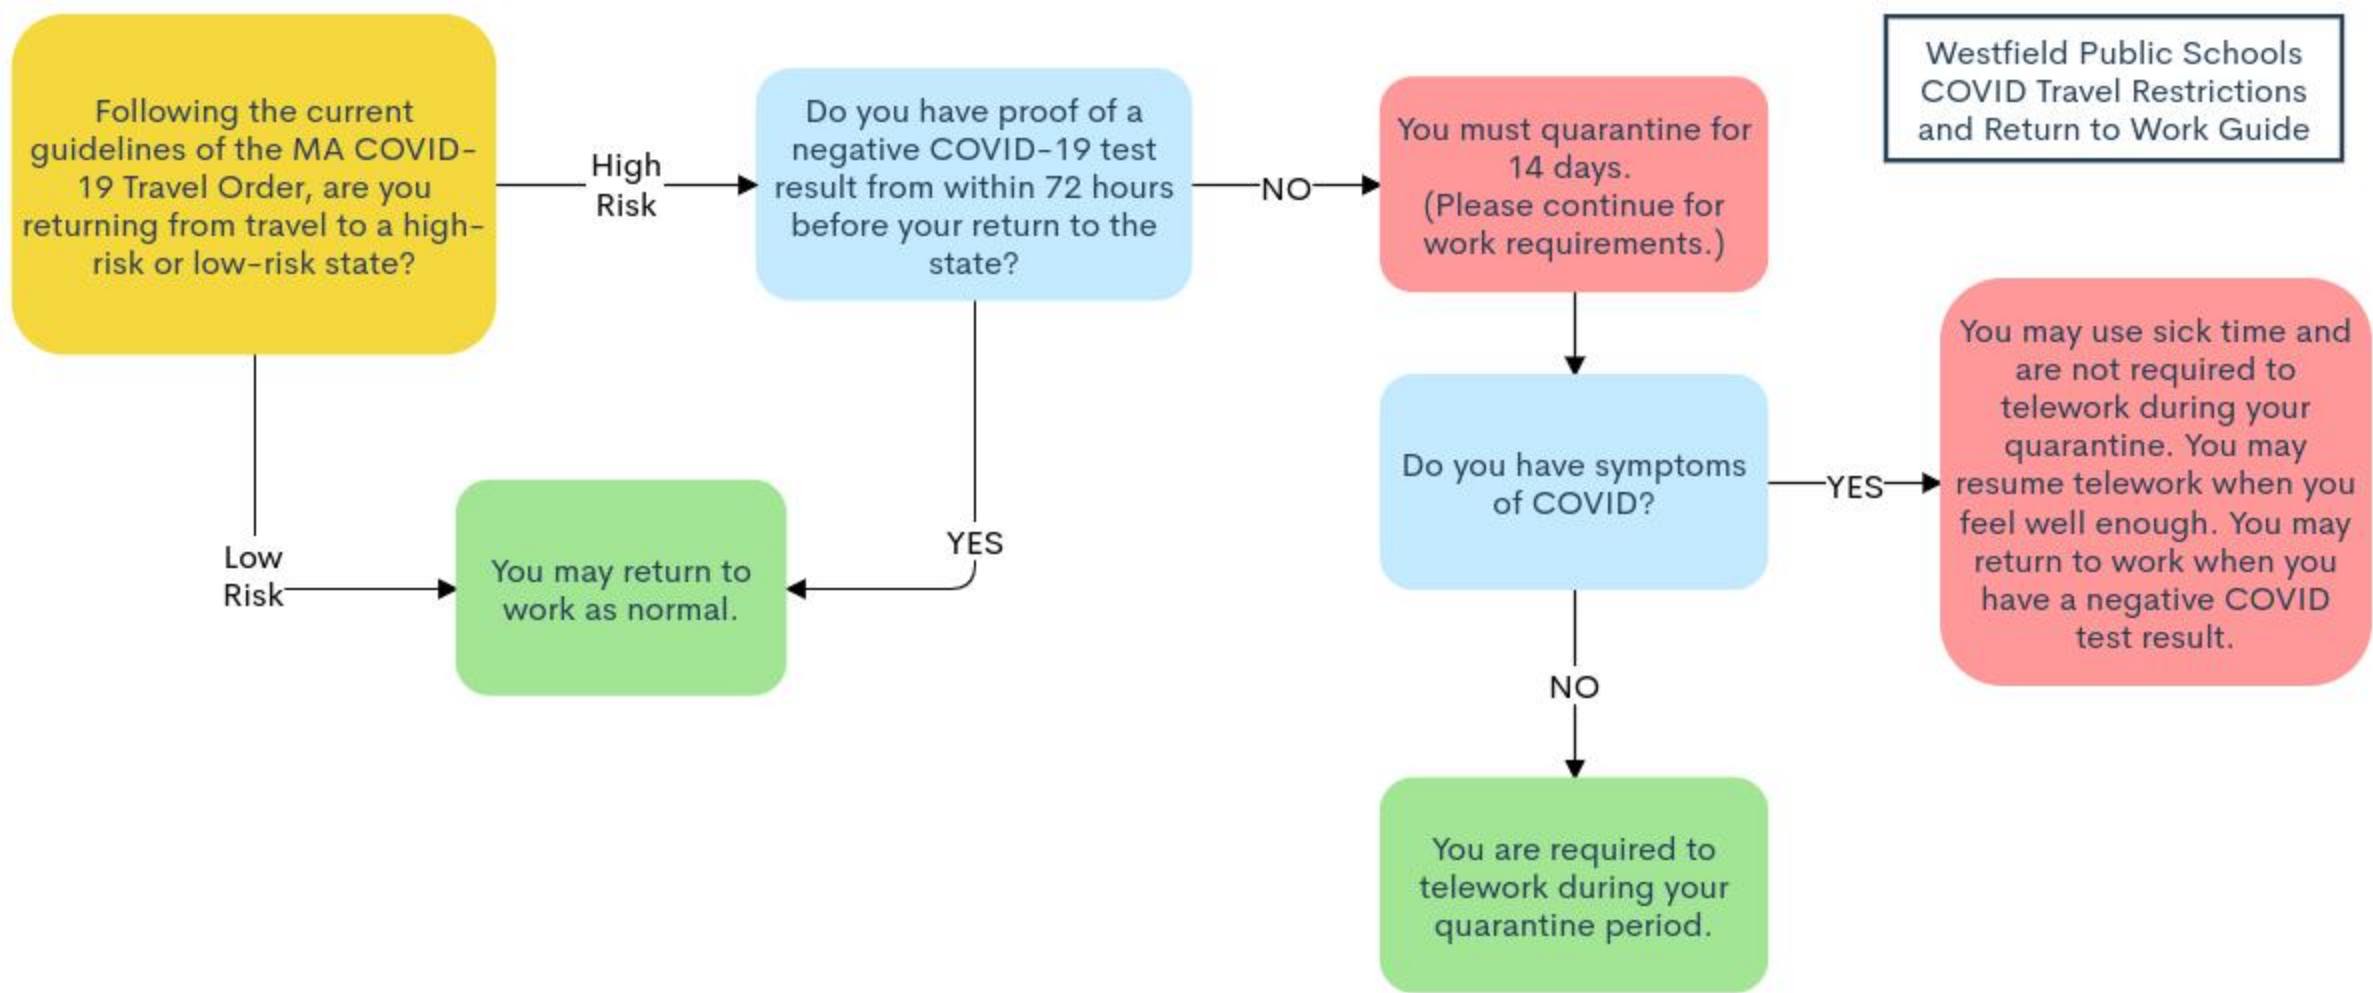 Following the current
guidelines of the MA COVID-
19 Travel Order, are you
returning from travel to a high-
risk or low-risk state?
High
Risk
Do you have proof of a
negative COVID-19 test
result from within 72 hours
before your return to the
state?
NO
You must quarantine for
14 days.
(Please continue for
work requirements.)
Westfield Public Schools
COVID Travel Restrictions
and Return to Work Guide
Low
Risk
You may return to
work as normal.
YES
Do you have symptoms
of COVID?
YES
You may use sick time and
are not required to
telework during your
quarantine. You may
resume telework when you
feel well enough. You may
return to work when you
have a negative COVID
test result.
NO
You are required to
telework during your
quarantine period.